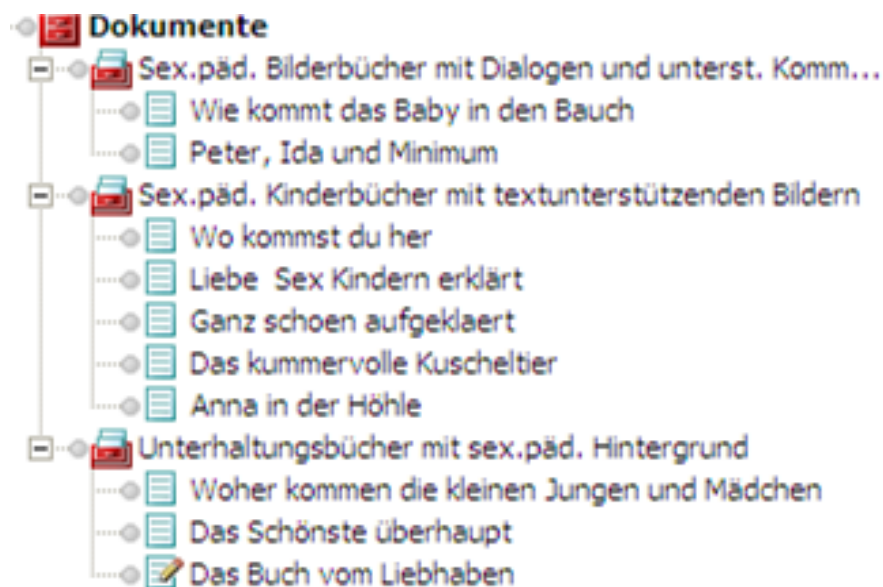 Dokumente
Sex.päd. Bilderbücher mit Dialogen und unterst. Komm...
Wie kommt das Baby in den Bauch
Peter, Ida und Minimum
Sex.päd. Kinderbücher mit textunterstützenden Bildern
Wo kommst du her
Liebe  Sex Kindern erklärt
Ganz schoen aufgeklaert
Das kummervolle Kuscheltier
Anna in der Höhle
Unterhaltungsbücher mit sex.päd. Hintergrund
Woher kommen die kleinen Jungen und Mädchen
Das Schönste überhaupt
Das Buch vom Liebhaben